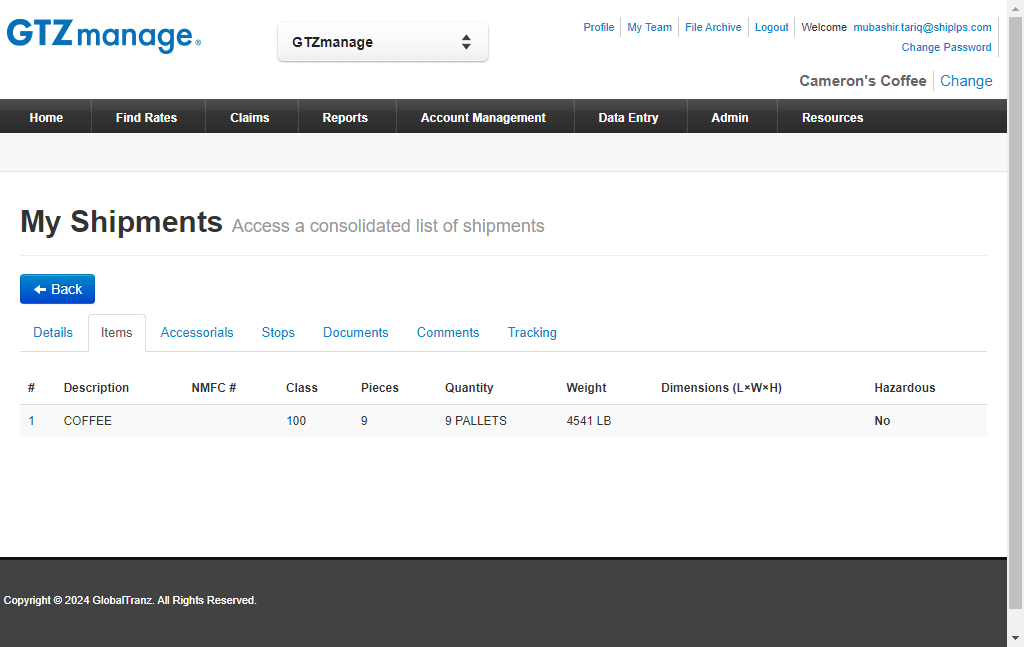 GTZmanage®
GTZmanage
Profile My Team File Archive Logout Welcome mubashir.tariq@shiplps.com
Change Password
Cameron's Coffee Change
Home Find Rates Claims Reports Account Management Data Entry Admin Resources
My Shipments Access a consolidated list of shipments
Back
Details Items Accessorials Stops Documents Comments Tracking
# Description NMFC # Class Pieces Quantity Weight Dimensions (L×W×H) Hazardous
1 COFFEE 100 9 9 PALLETS 4541 LB No
Copyright © 2024 GlobalTranz. All Rights Reserved.